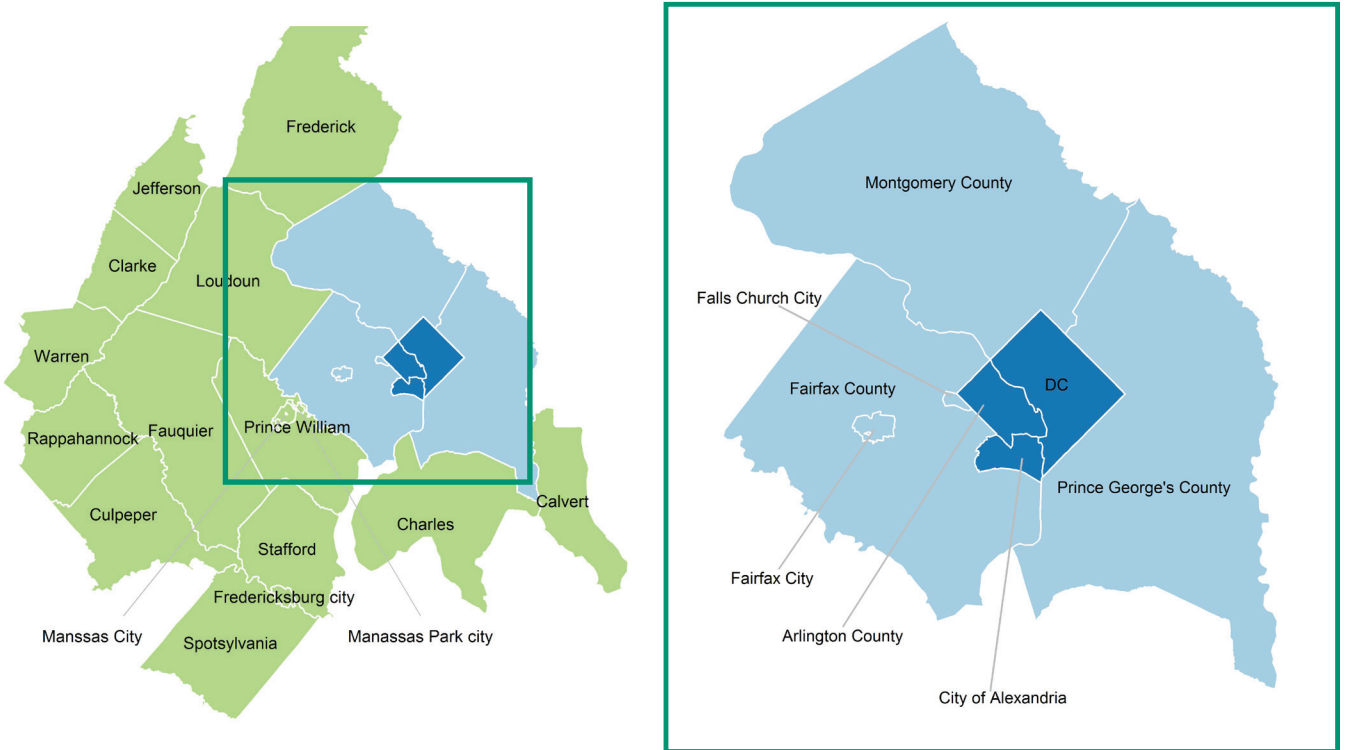 Frederick
Jefferson
Clarke
Loudoun
Warren
Rappahannock
Fauquier
Prince William
Culpeper
Stafford
Charles
Calvert
Fredericksburg city
Manssas City
Manassas Park city
Spotsylvania
Montgomery County
Falls Church City
Fairfax County
DC
Prince George's County
Fairfax City
Arlington County
City of Alexandria